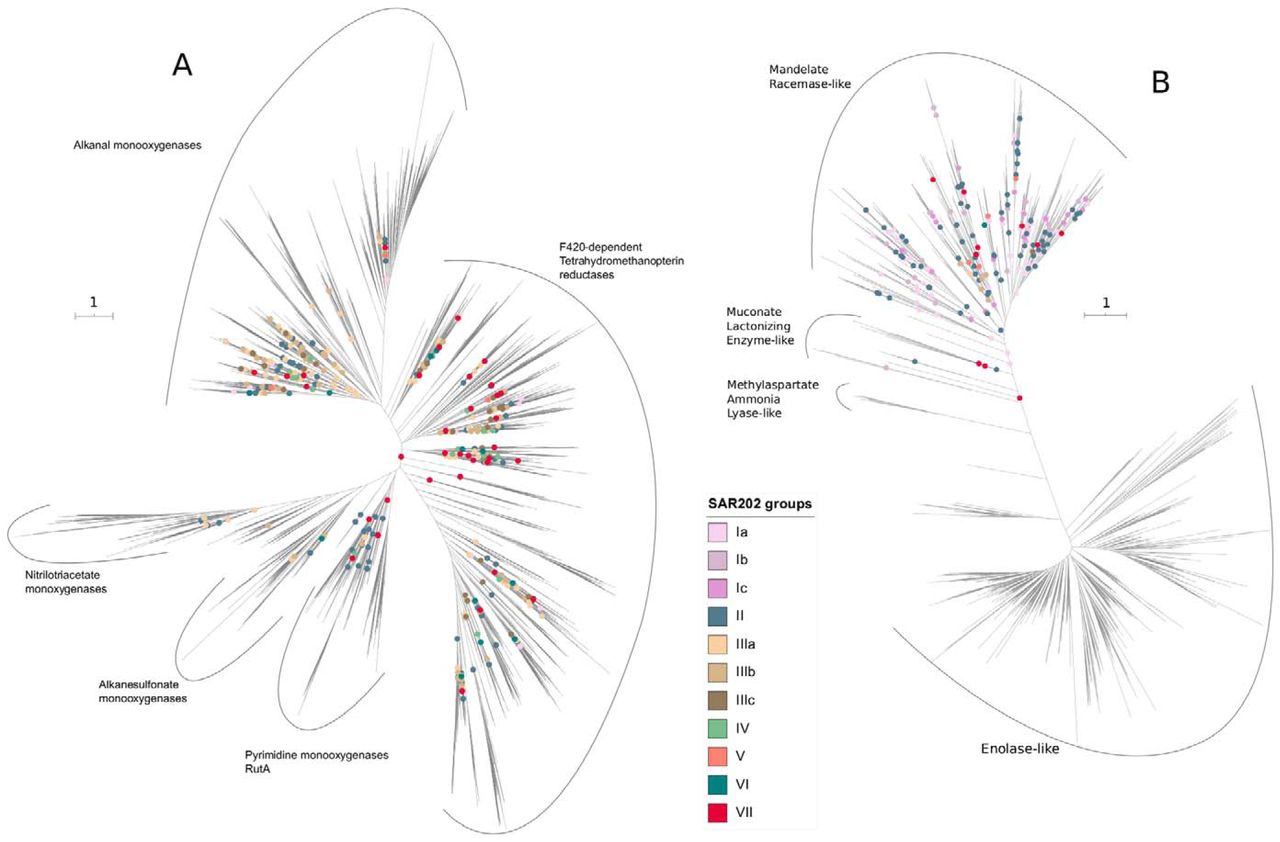 A
Alkanal monooxygenases
1
F420-dependent
Tetrahydromethanopterin
reductases
Nitrilotriacetate
monooxygenases
Alkanesulfonate
monooxygenases
Pyrimidine monooxygenases
RutA
B
Mandelate
Racemase-like
Muconate
Lactonizing
Enzyme-like
1
Methylaspartate
Ammonia
Lyase-like
Enolase-like
SAR202 groups
Ia
Ib
Ic
II
IIIa
IIIb
IIIc
IV
V
VI
VII